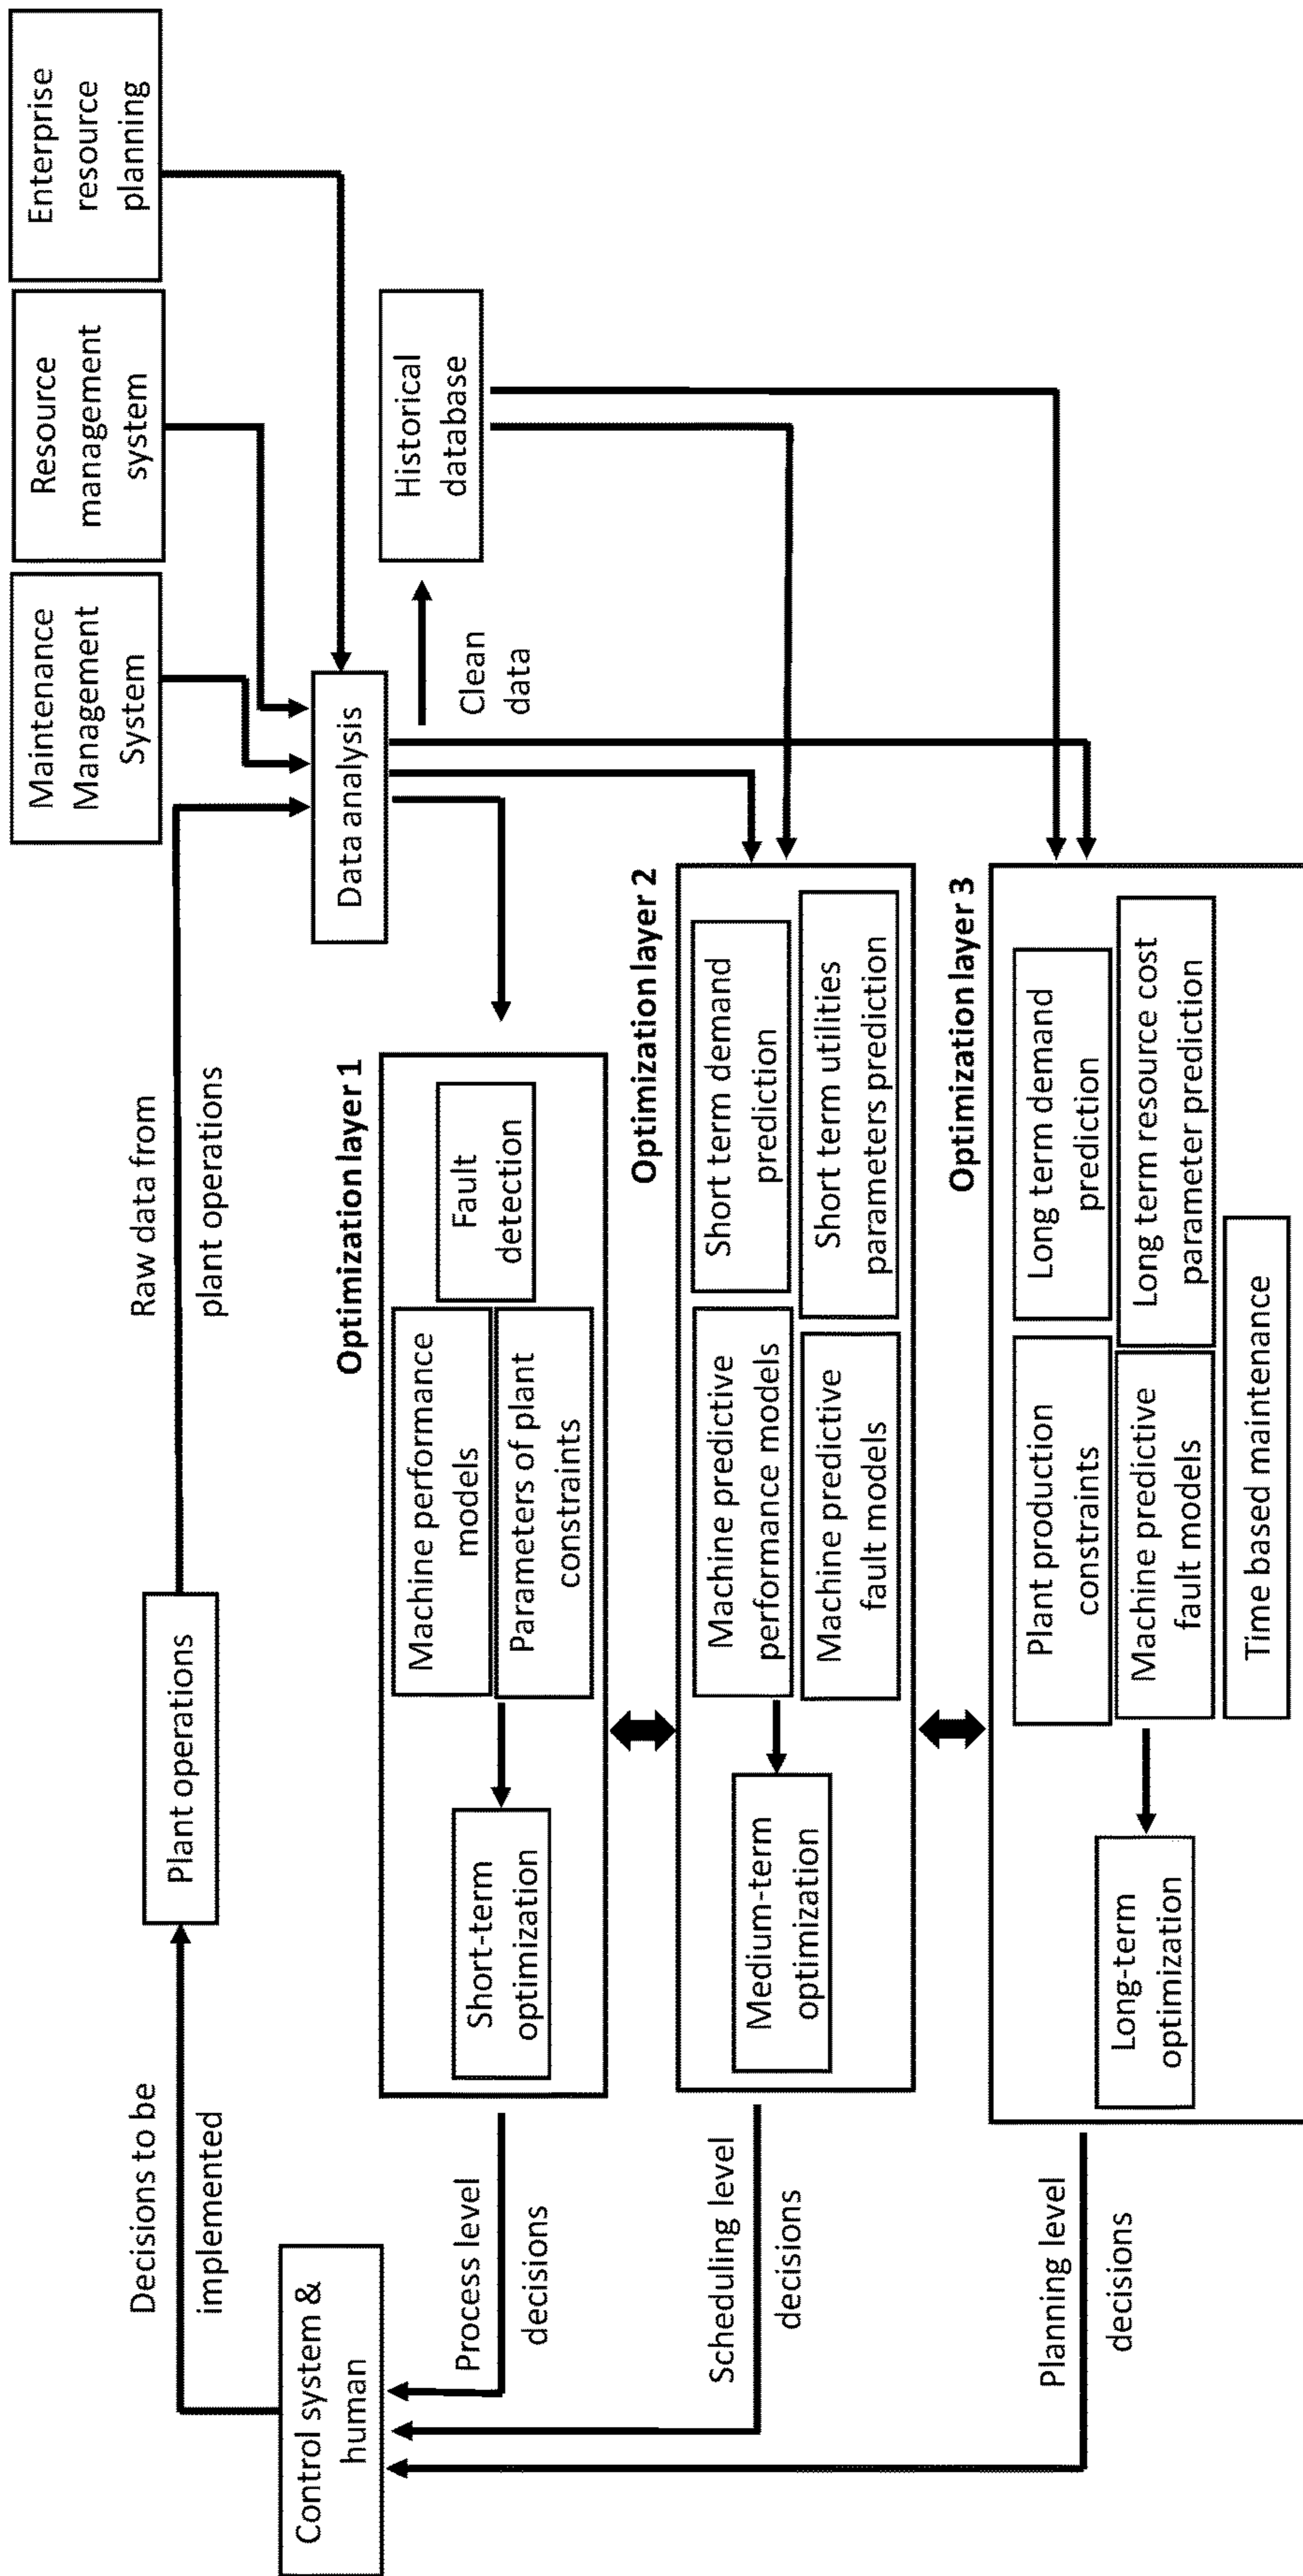 Maintenance
Management
System
Resource
management
system
Enterprise
resource
planning
Decisions to be
implemented
Plant operations
Raw data from
plant operations
Control system &
human
Data analysis
Clean
data
Historical
database
Optimization layer 1
Process level
decisions
Short-term
optimization
Machine performance
models
Parameters of plant
constraints
Fault
detection
Optimization layer 2
Scheduling level
decisions
Medium-term
optimization
Machine predictive
performance models
Machine predictive
fault models
Short term demand
prediction
Short term utilities
parameters prediction
Optimization layer 3
Planning level
decisions
Long-term
optimization
Plant production
constraints
Machine predictive
fault models
Long term demand
prediction
Long term resource cost
parameter prediction
Time based maintenance